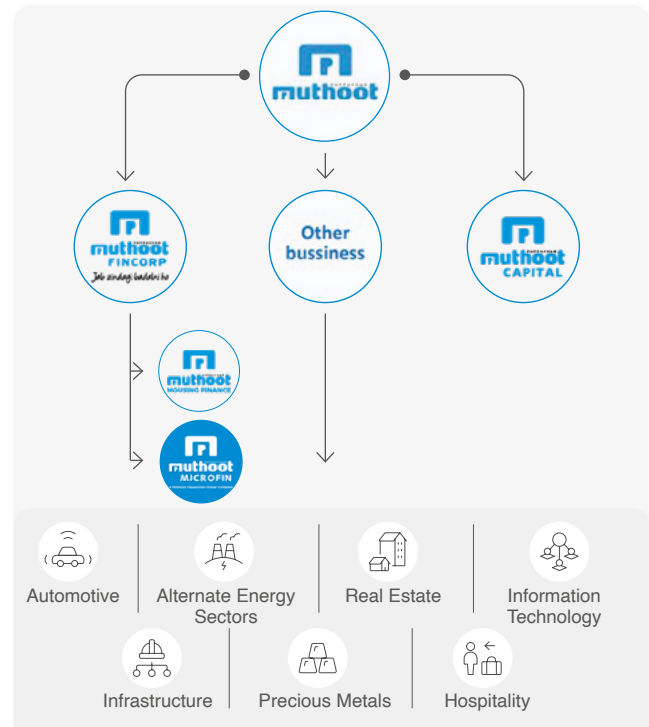 muthoot
muthoot
FINCORP
Jab zindagi badalni ho
Other
bussiness
muthoot
CAPITAL
muthoot
HOUSING FINANCE
muthoot
MICROFIN
Automotive
Alternate Energy
Sectors
Real Estate
Information
Technology
Infrastructure
Precious Metals
Hospitality